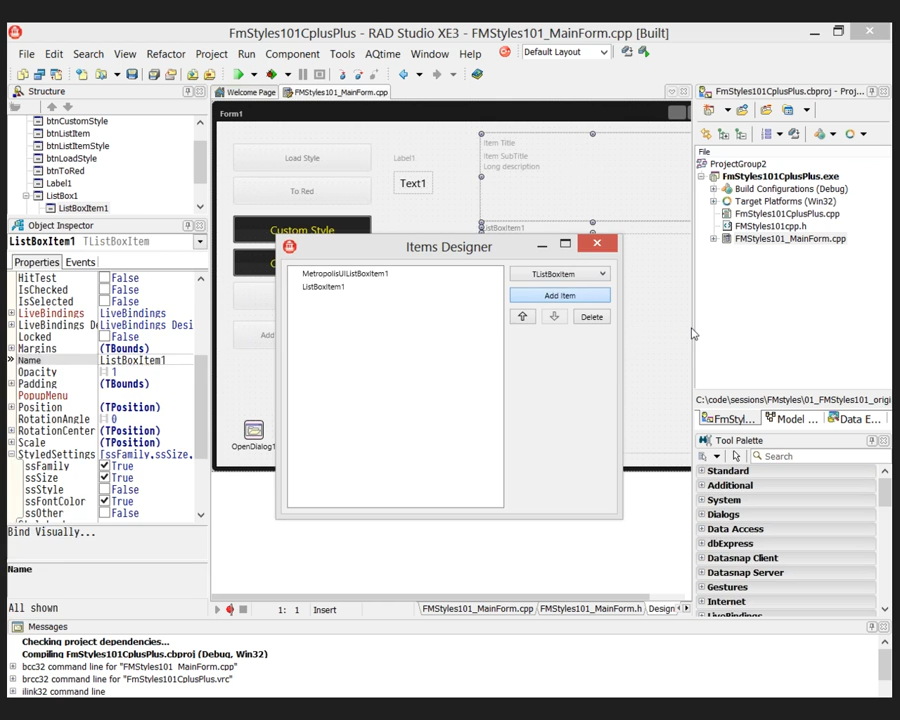 FmStyles101CplusPlus - RAD Studio XE3 - FMStyles101_MainForm.cpp [Built]
File Edit Search View Refactor Project Run Component Tools AQtime Window Help Default Layout
Structure
Welcome Page FMStyles101_MainForm.cpp
FmStyles101CplusPlus.cbproj - Proj...
btnCustomStyle
btnListItem
btnListItemStyle
btnLoadStyle
btnToRed
Label1
ListBox1
ListBoxItem1
Form1
Load Style
Label1
Item Title
Item SubTitle
Long description
To Red
Text1
Custom Style
ListBoxItem1
File
ProjectGroup2
FmStyles101CplusPlus.exe
Build Configurations (Debug)
Target Platforms (Win32)
FmStyles101CplusPlus.cpp
FMStyles101cpp.h
FMStyles101_MainForm.cpp
Object Inspector
ListBoxItem1 TListBoxItem
Properties Events
HitTest False
IsChecked False
IsSelected False
LiveBindings LiveBindings
LiveBindings De LiveBindings Desi
Locked False
Margins (TBounds)
Name ListBoxItem1
Opacity 1
Padding (TBounds)
PopupMenu
Position (TPosition)
RotationAngle 0
RotationCenter (TPosition)
Scale (TPosition)
StyledSettings [ssFamily,ssSize,
ssFamily True
ssSize True
ssStyle False
ssFontColor True
ssOther False
Bind Visually...
Name
All shown
Items Designer
MetropolisUIListBoxItem1
ListBoxItem1
TListBoxItem
Add Item
Delete
Add
OpenDialog1
C:\code\sessions\FMstyles\01_FMStyles101_origi
FmStyl... Model ... Data E...
Tool Palette
Search
Standard
Additional
System
Dialogs
Data Access
dbExpress
Datasnap Client
Datasnap Server
Gestures
Internet
LiveBindings
1: 1 Insert FMStyles101_MainForm.cpp FMStyles101_MainForm.h Design
Messages
Checking project dependencies...
Compiling FmStyles101CplusPlus.cbproj (Debug, Win32)
bcc32 command line for "FMStyles101_MainForm.cpp"
brcc32 command line for "FmStyles101CplusPlus.vrc"
ilink32 command line